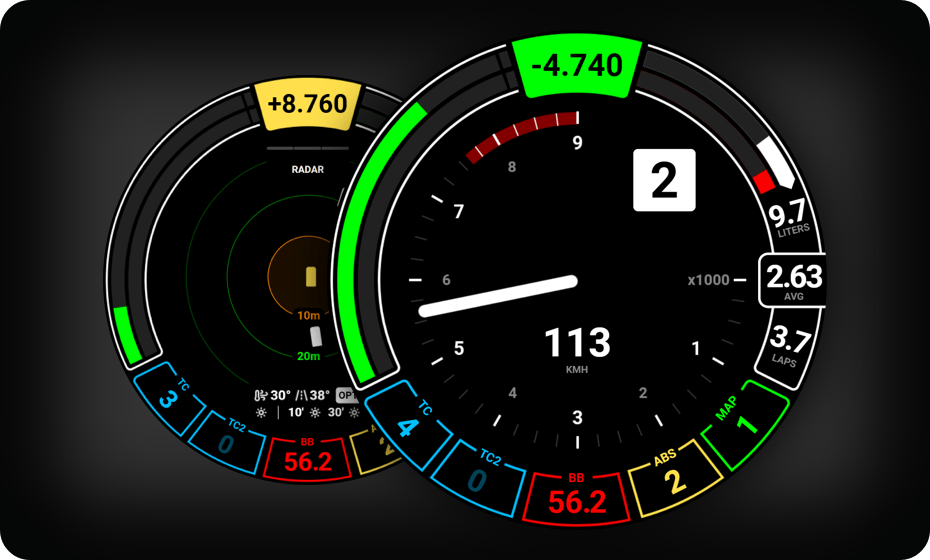 +8.760
RADAR
10m
20m
30° 38° OPT
10' 30'
TC
3
TC2
0
BB
56.2
2
-4.740
2
9
8
7
6
5
4
3
2
1
x1000
113
KMH
9.7
LITERS
2.63
AVG
3.7
LAPS
TC
4
TC2
0
BB
56.2
ABS
2
MAP
1